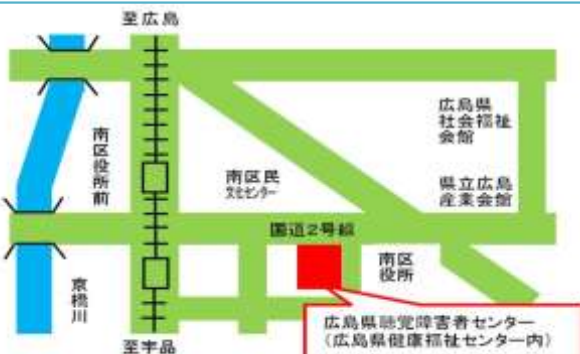 至広島
広島県
社会福祉
会館
南区役所前
南区民
文化センター
県立広島
産業会館
国道2号線
南区
役所
京橋川
広島県聴覚障害者センター
（広島県健康福祉センター内）
至宇品